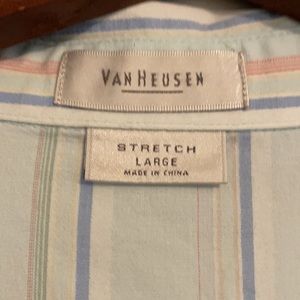 VAN HEUSEN
STRETCH
LARGE
MADE IN CHINA